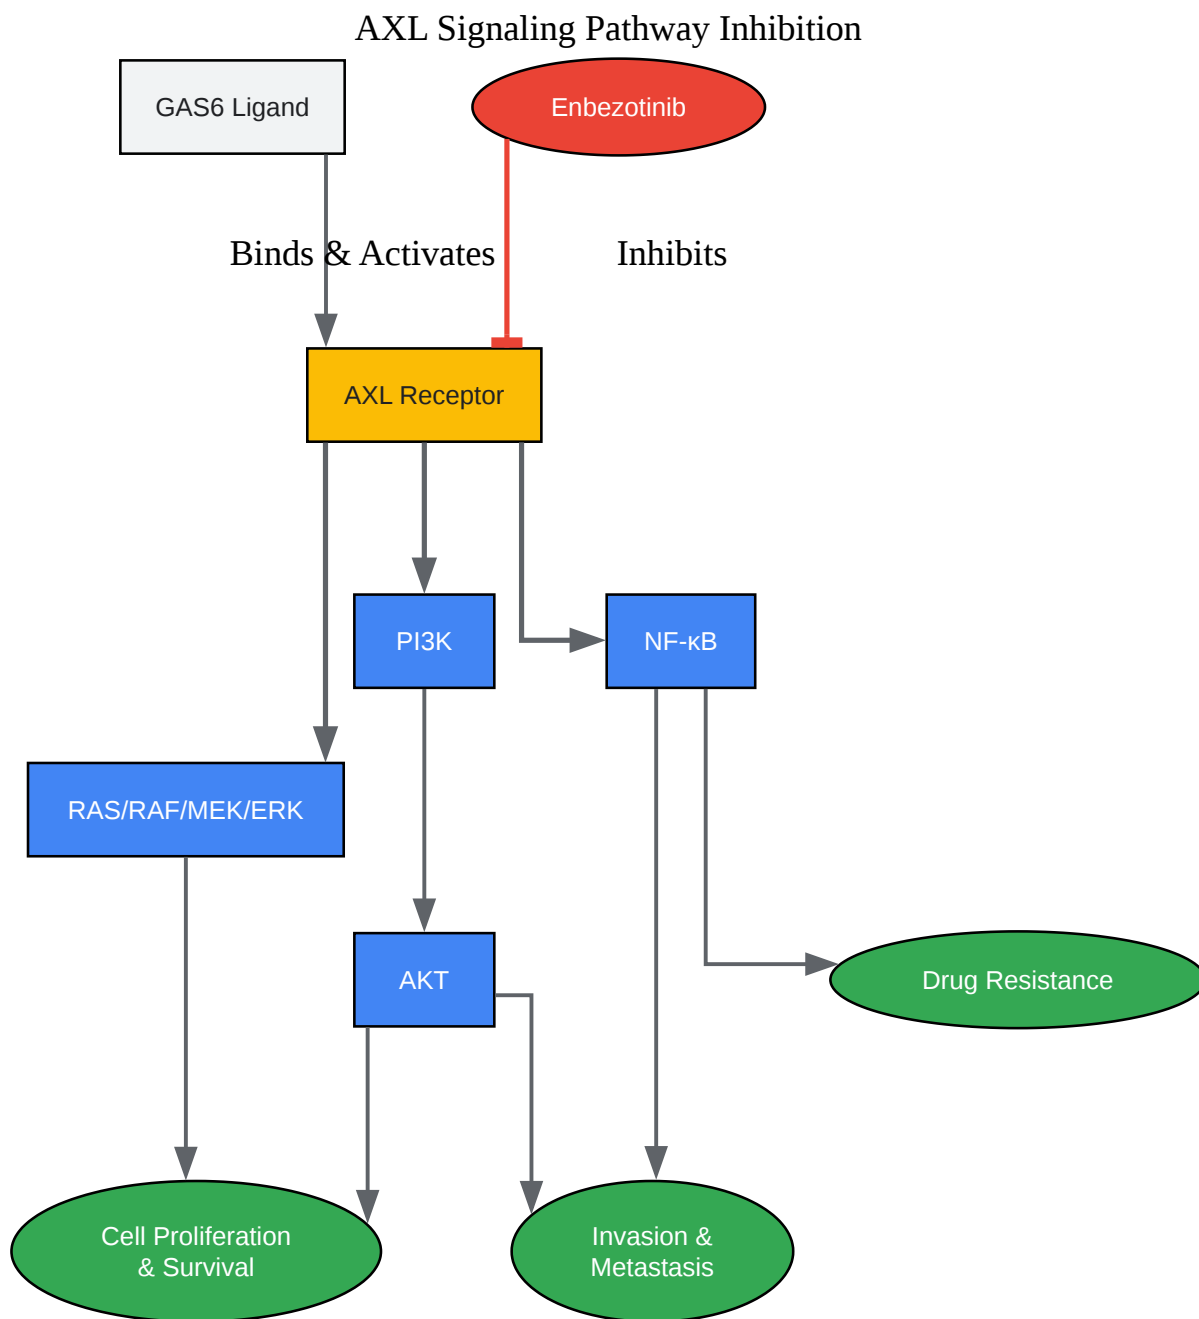 AXL Signaling Pathway Inhibition
GAS6 Ligand
Enbezotinib
Binds & Activates
Inhibits
AXL Receptor
PI3K
NF-κB
RAS/RAF/MEK/ERK
AKT
Drug Resistance
Cell Proliferation
& Survival
Invasion &
Metastasis